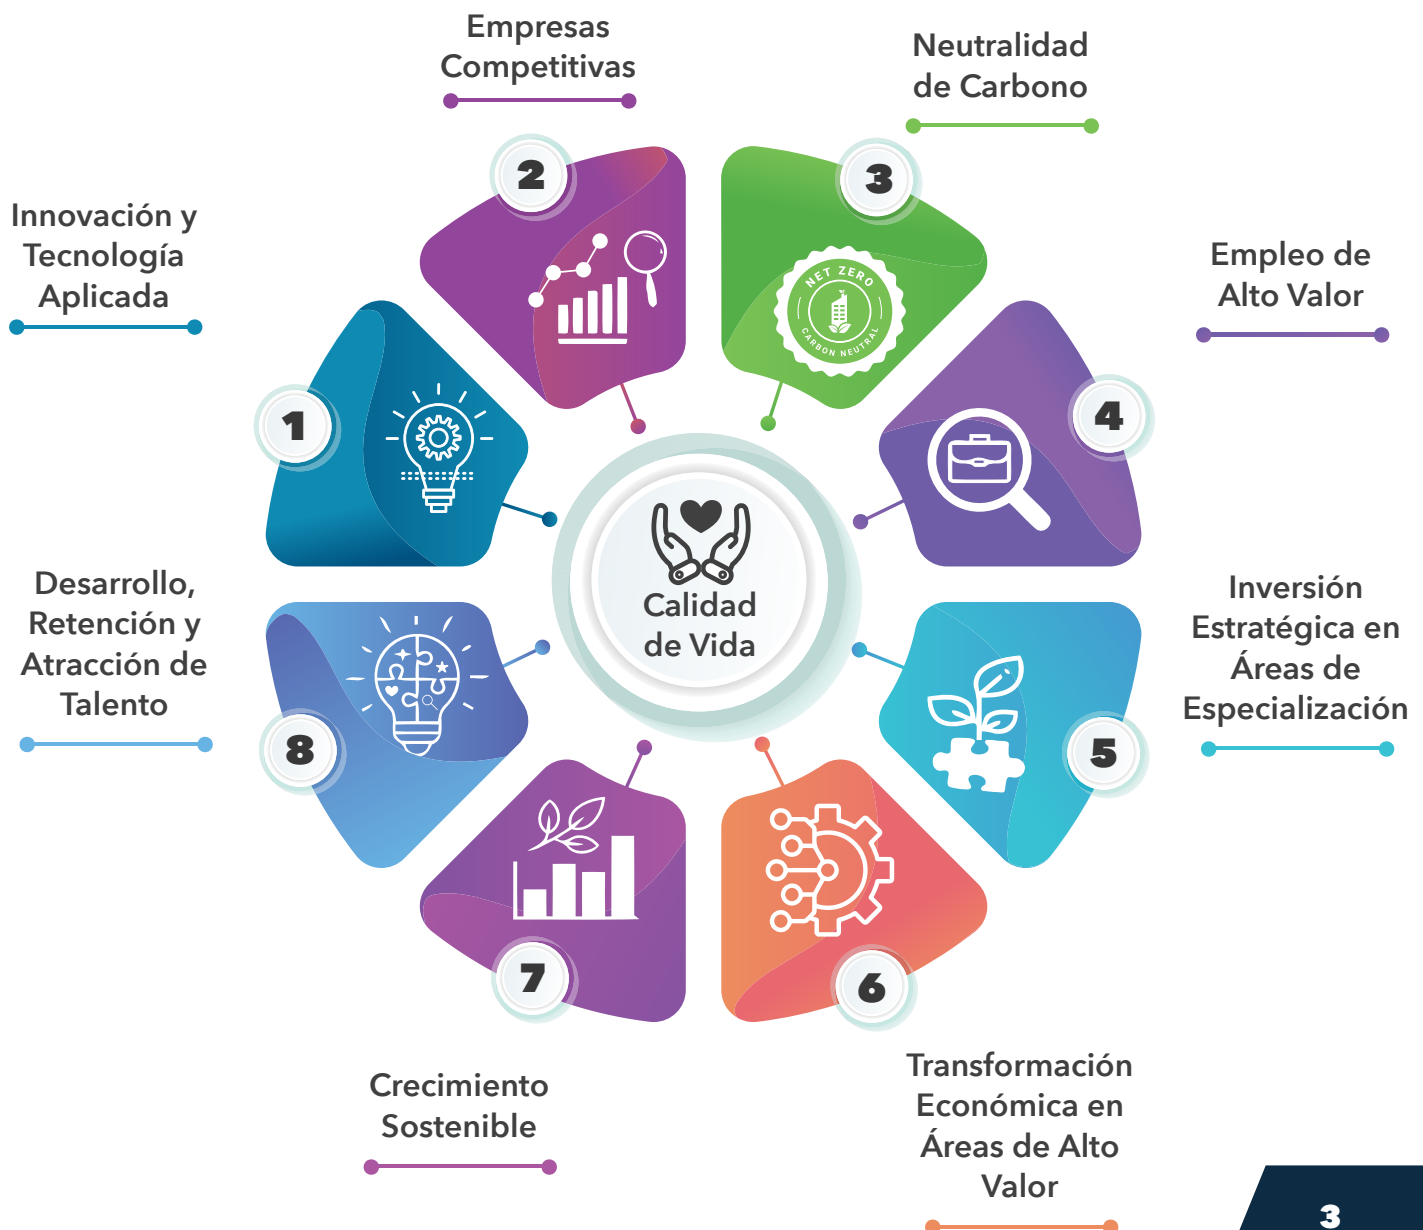 Empresas
Competitivas
2
Neutralidad
de Carbono
3
NET ZERO
CARBON NEUTRAL
Innovación y
Tecnología
Aplicada
1
Empleo de
Alto Valor
4
Calidad
de Vida
Desarrollo,
Retención y
Atracción de
Talento
8
Inversión
Estratégica en
Áreas de
Especialización
5
7
Crecimiento
Sostenible
6
Transformación
Económica en
Áreas de Alto
Valor
3